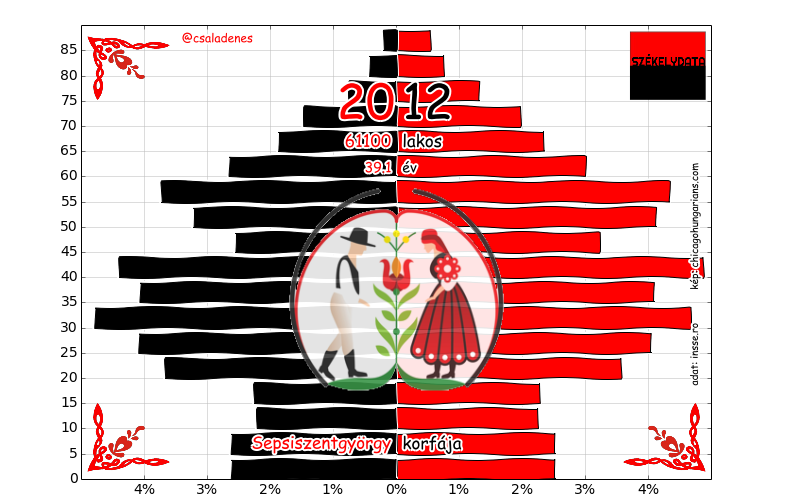 @csaladenes
SZÉKELYDATA
2012
61100 lakos
39.1 év
kép: chicagohungarians.com
adat: insse.ro
Sepsiszentgyörgy korfája
85
80
75
70
65
60
55
50
45
40
35
30
25
20
15
10
5
0
4% 3% 2% 1% 0% 1% 2% 3% 4%